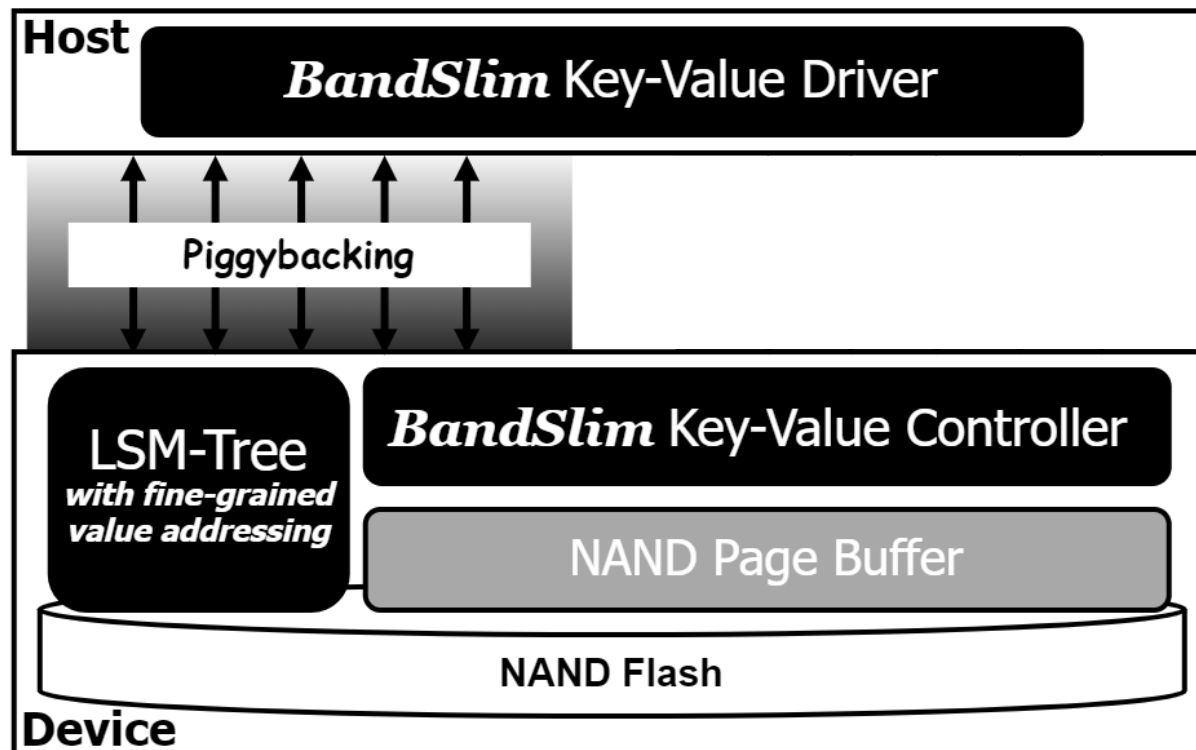 Host
BandSlim Key-Value Driver
Piggybacking
LSM-Tree
with fine-grained
value addressing
BandSlim Key-Value Controller
NAND Page Buffer
NAND Flash
Device